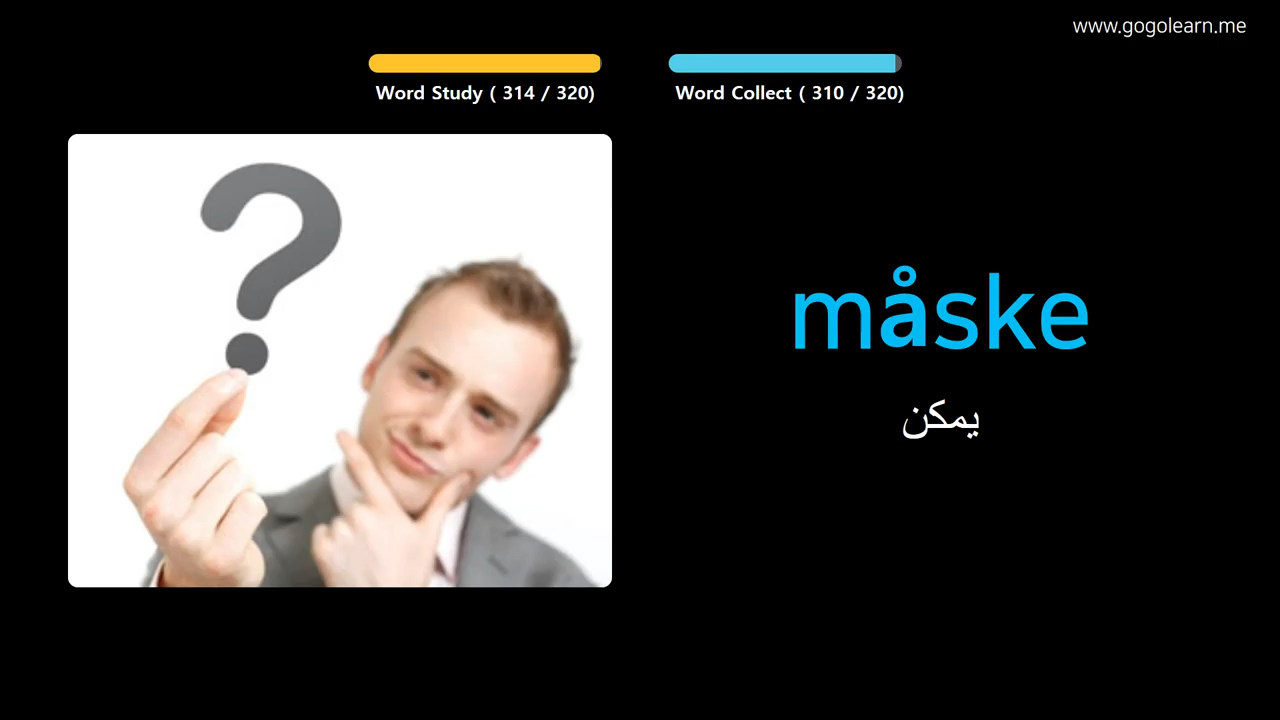 www.gogolearn.me
Word Study ( 314 / 320)
Word Collect ( 310 / 320)
?
måske
يمكن